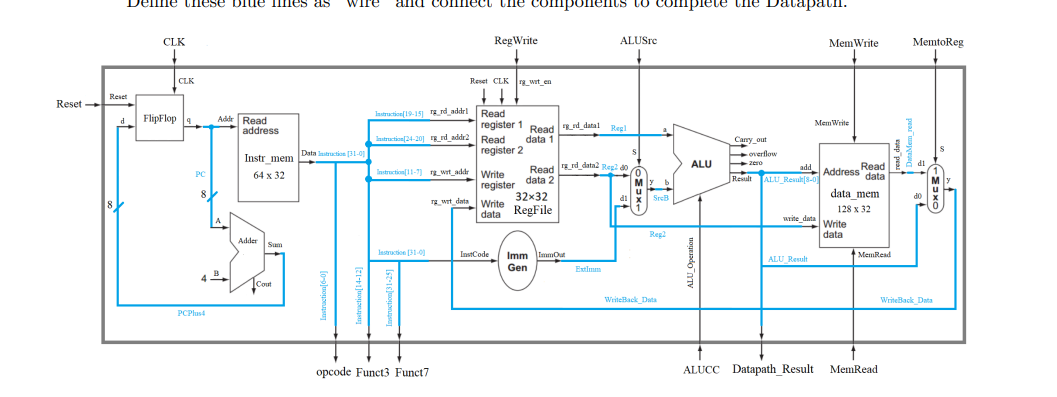 Define these blue lines as "wire" and connect the components to complete the Datapath.
CLK
RegWrite
ALUSrc
MemWrite
MemtoReg
CLK
Reset CLK
rg_wrt_en
Reset
Reset
d
FlipFlop
q
Addr
Read
address
Instr_mem
64 x 32
Data
Instruction [31-0]
PC
8
8
A
Adder
Sum
4
B
Cout
PCPlus4
Instruction[19-15]
rg_rd_addr1
Instruction[24-20]
rg_rd_addr2
Instruction[11-7]
rg_wrt_addr
rg_wrt_data
Read
register 1
Read
data 1
Read
register 2
Read
data 2
Write
register
Write
data
32×32
RegFile
rg_rd_data1
Reg1
rg_rd_data2
Reg2
d0
d1
S
0
M
u
x
1
y
b
SrcB
a
ALU
Carry_out
overflow
zero
Result
add
ALU_Result[8-0]
MemWrite
Address
Read
data
data_mem
128 x 32
write_data
Write
data
MemRead
read_data
DataMem_read
S
d1
d0
1
M
u
x
0
y
Instruction [31-0]
InstCode
Imm
Gen
ImmOut
ExtImm
Reg2
ALU_Result
ALU_Operation
WriteBack_Data
WriteBack_Data
Instruction[6-0]
Instruction[14-12]
Instruction[31-25]
opcode
Funct3
Funct7
ALUCC
Datapath_Result
MemRead